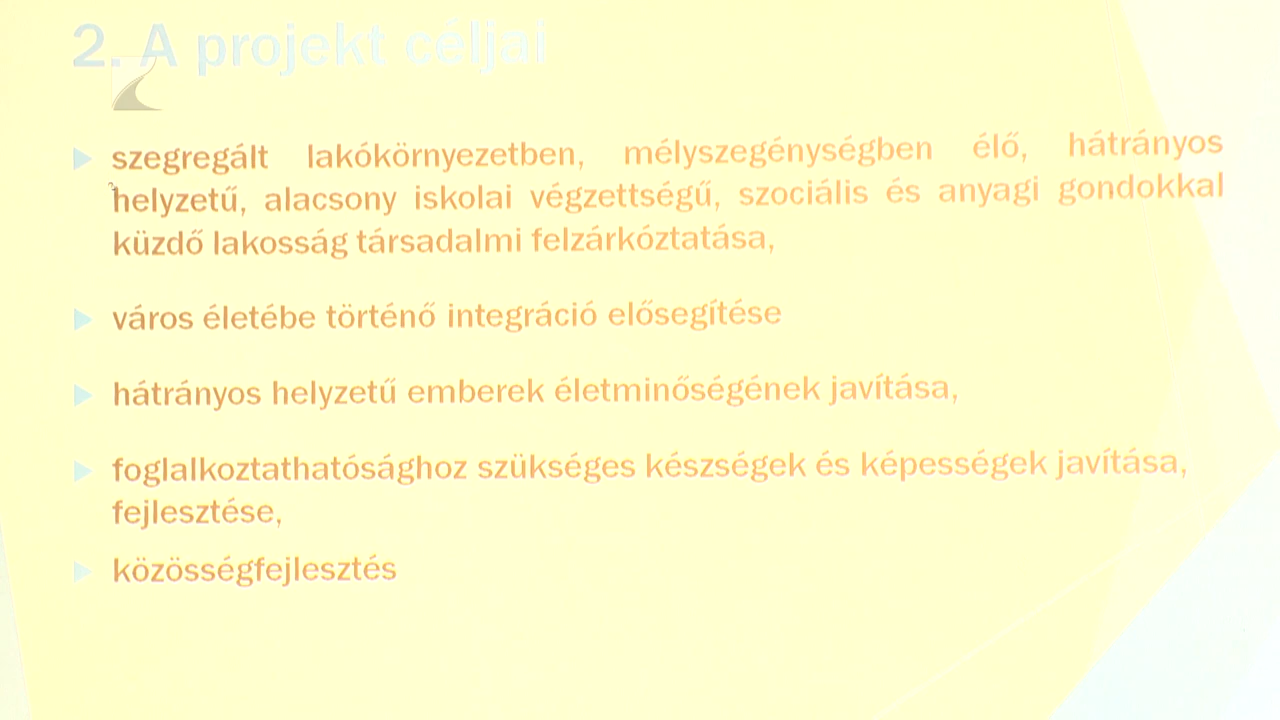 2. A projekt céljai
szegregált lakókörnyezetben, mélyszegénységben élő, hátrányos
helyzetű, alacsony iskolai végzettségű, szociális és anyagi gondokkal
küzdő lakosság társadalmi felzárkóztatása,
város életébe történő integráció elősegítése
hátrányos helyzetű emberek életminőségének javítása,
foglalkoztathatósághoz szükséges készségek és képességek javítása,
fejlesztése,
közösségfejlesztés